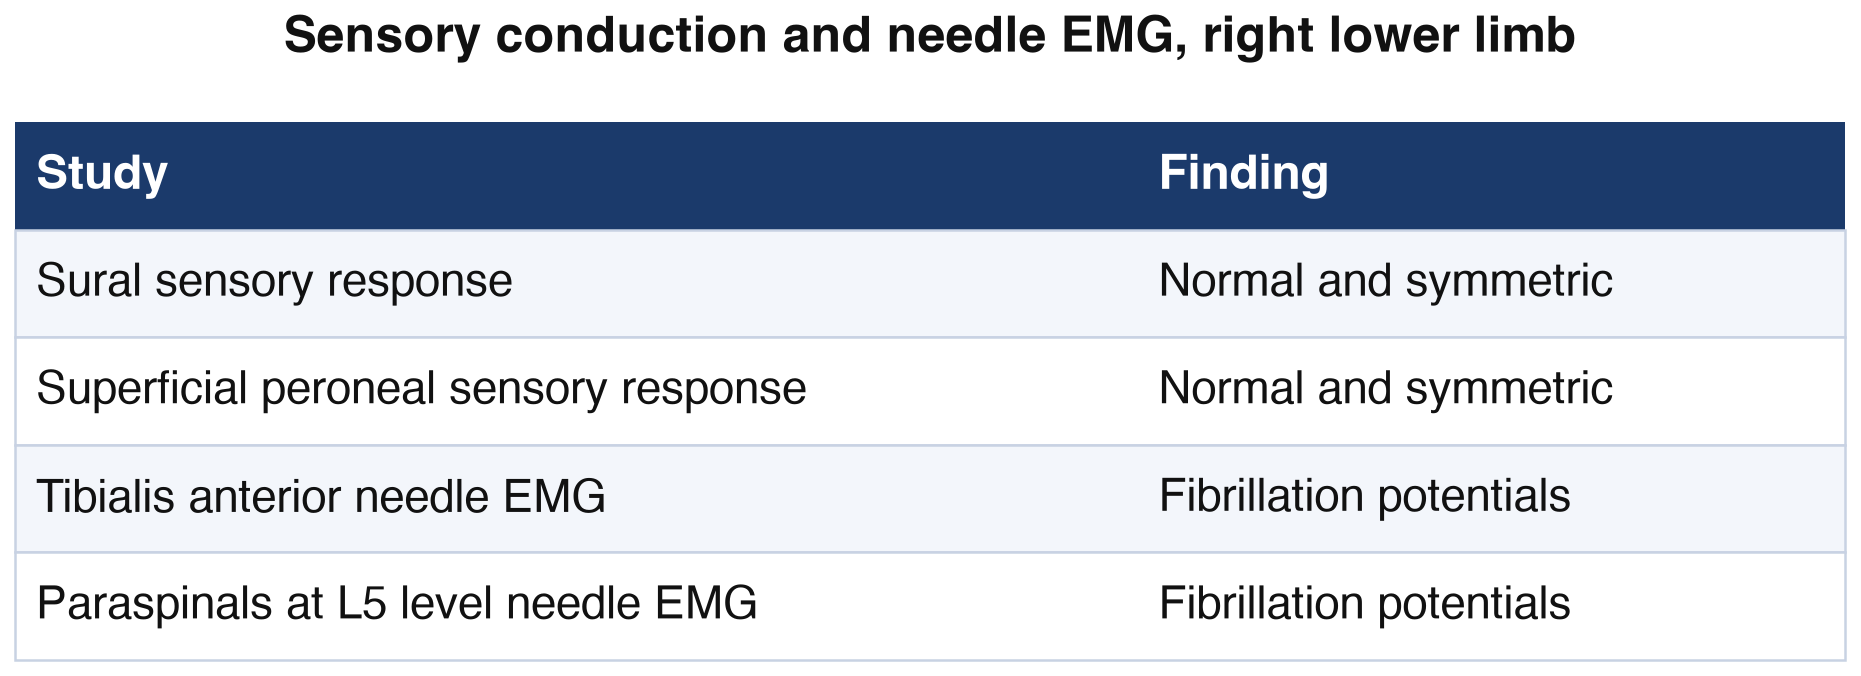 Sensory conduction and needle EMG, right lower limb
Study Finding
Sural sensory response Normal and symmetric
Superficial peroneal sensory response Normal and symmetric
Tibialis anterior needle EMG Fibrillation potentials
Paraspinals at L5 level needle EMG Fibrillation potentials